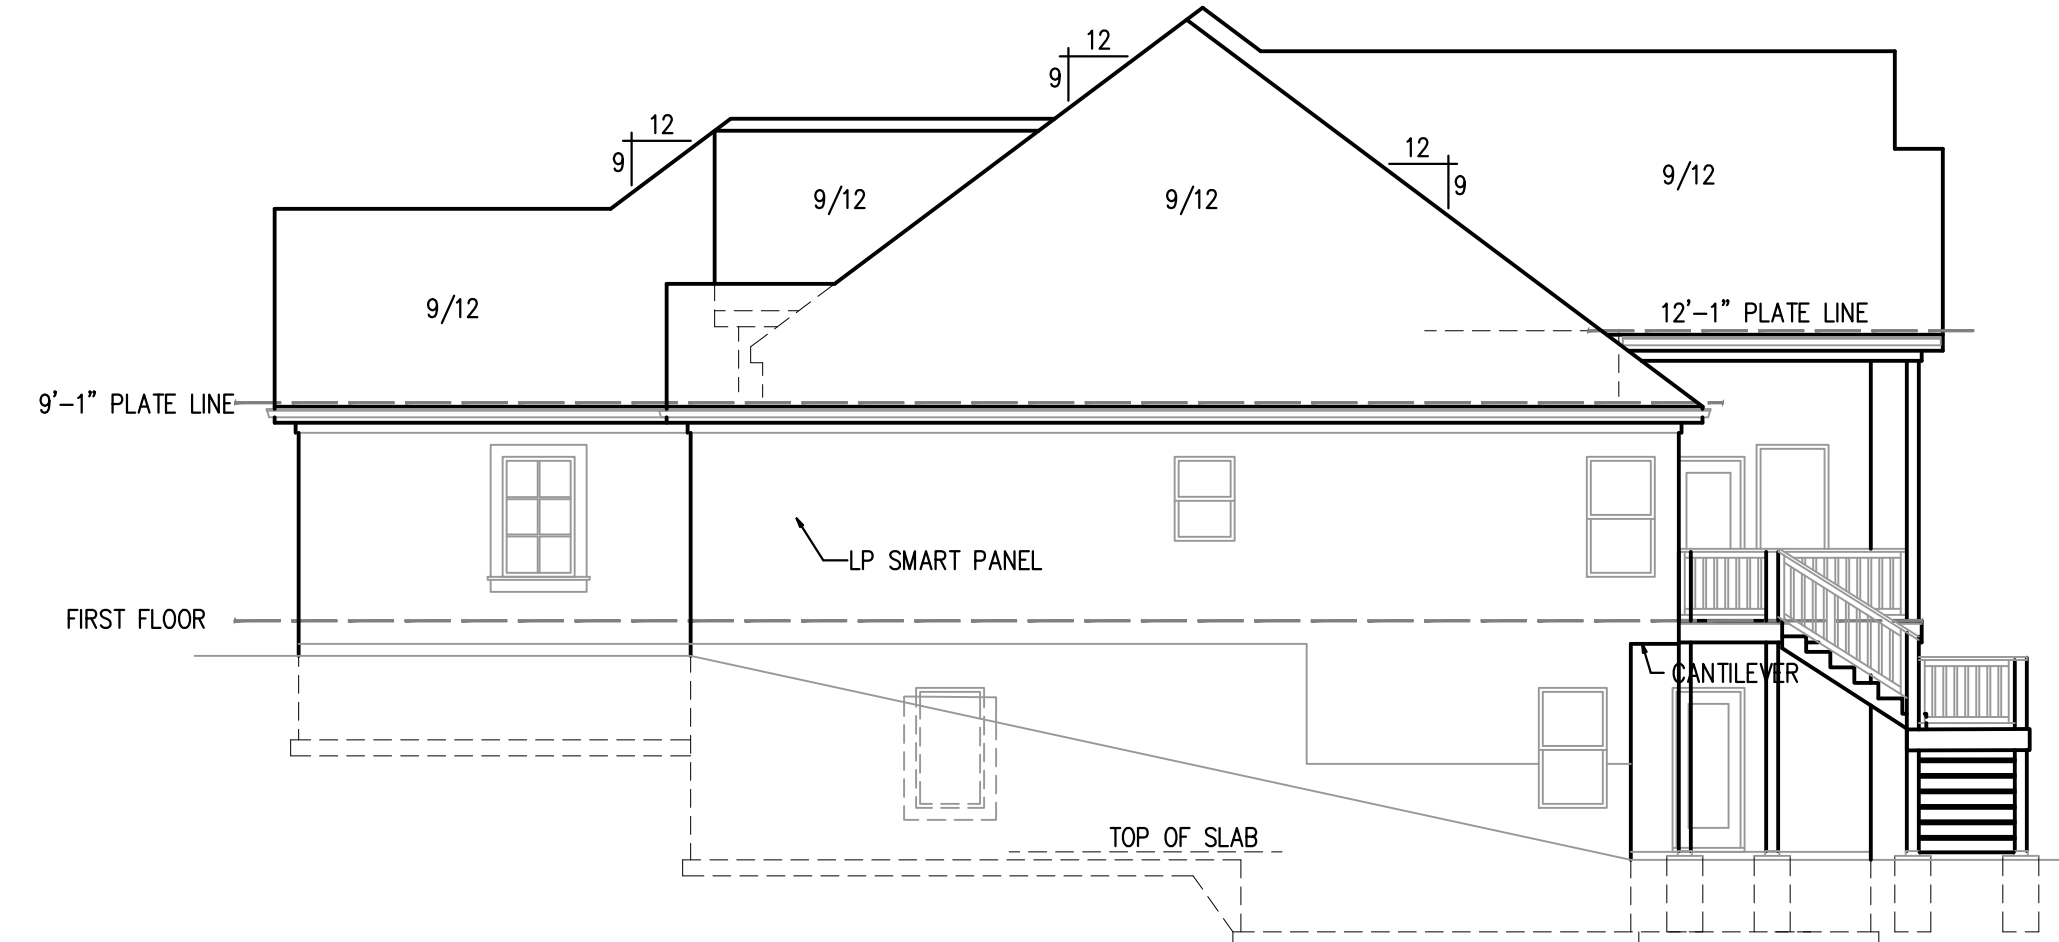 12
9
12
9
12
9
9/12
9/12
9/12
9/12
12'-1" PLATE LINE
9'-1" PLATE LINE
LP SMART PANEL
FIRST FLOOR
CANTILEVER
TOP OF SLAB